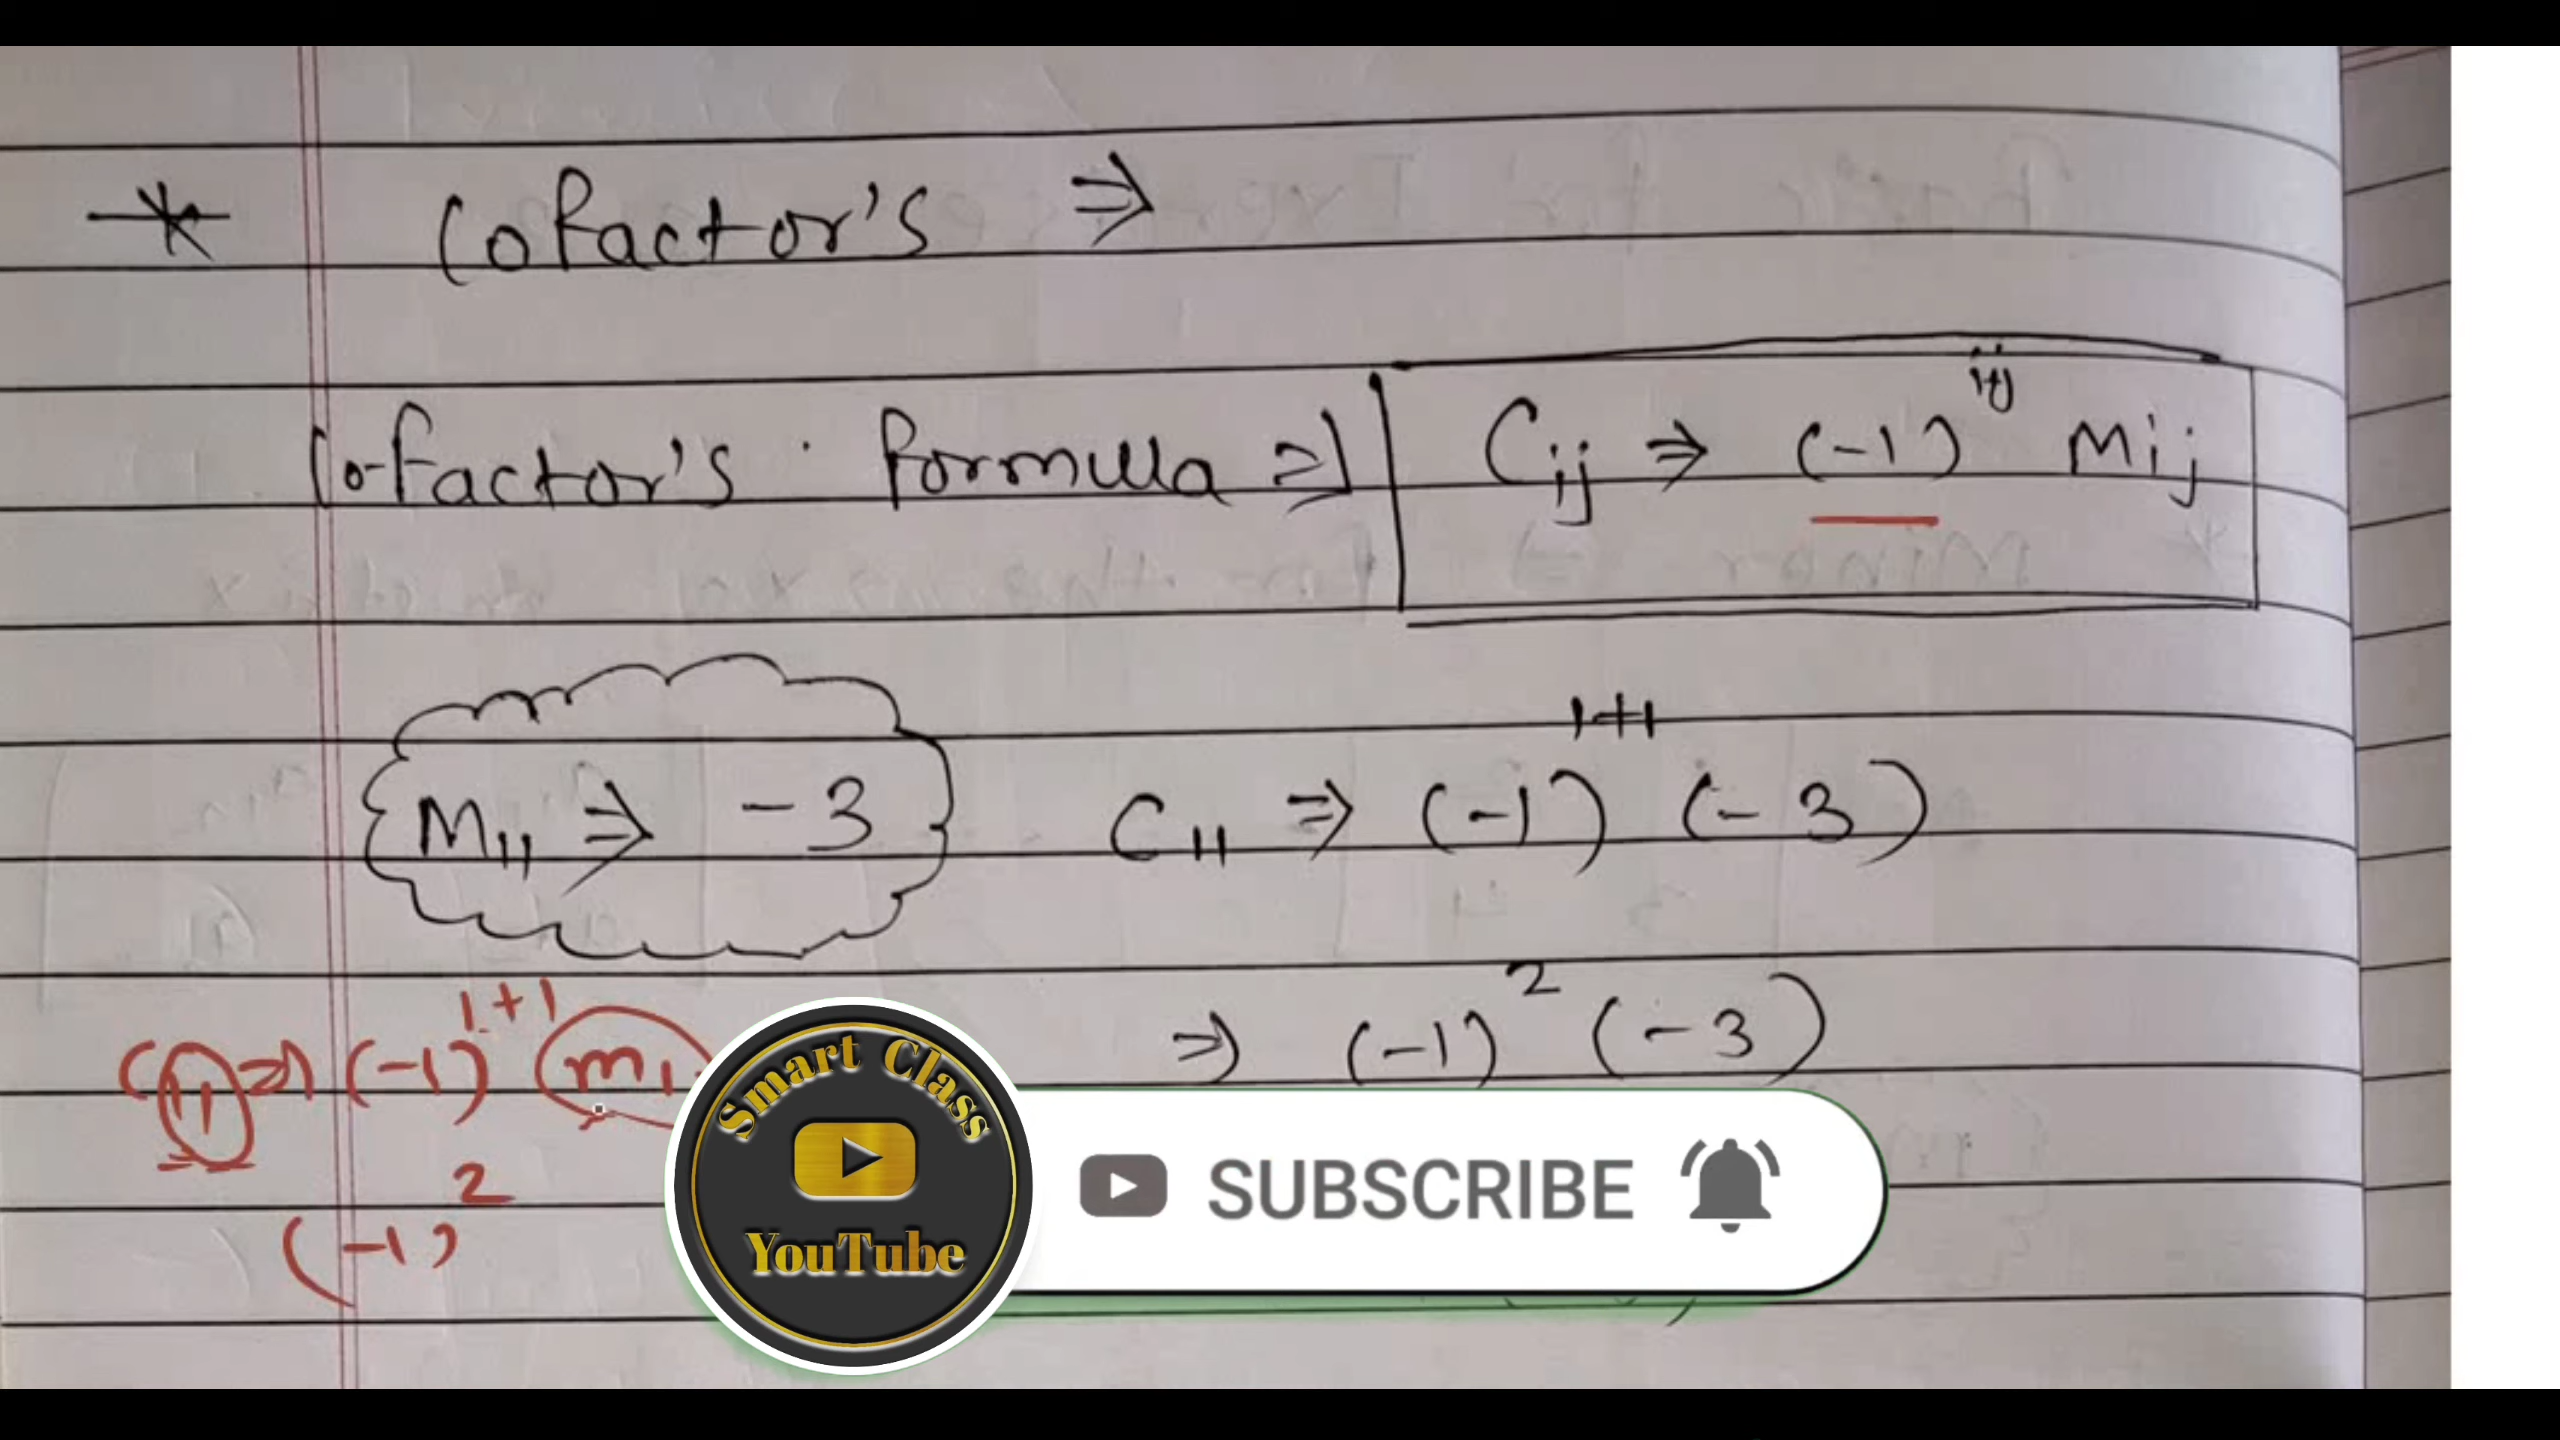 * Cofactor's ⇒
Co-factor's formulla ⇒ Cij ⇒ (-1)^i+j Mij
M11 ⇒ -3
C11 ⇒ (-1)^1+1 (-3)
⇒ (-1)^2 (-3)
C11 ⇒ (-1)^1+1 (m1
(-1)^2
Smart Class
YouTube
SUBSCRIBE